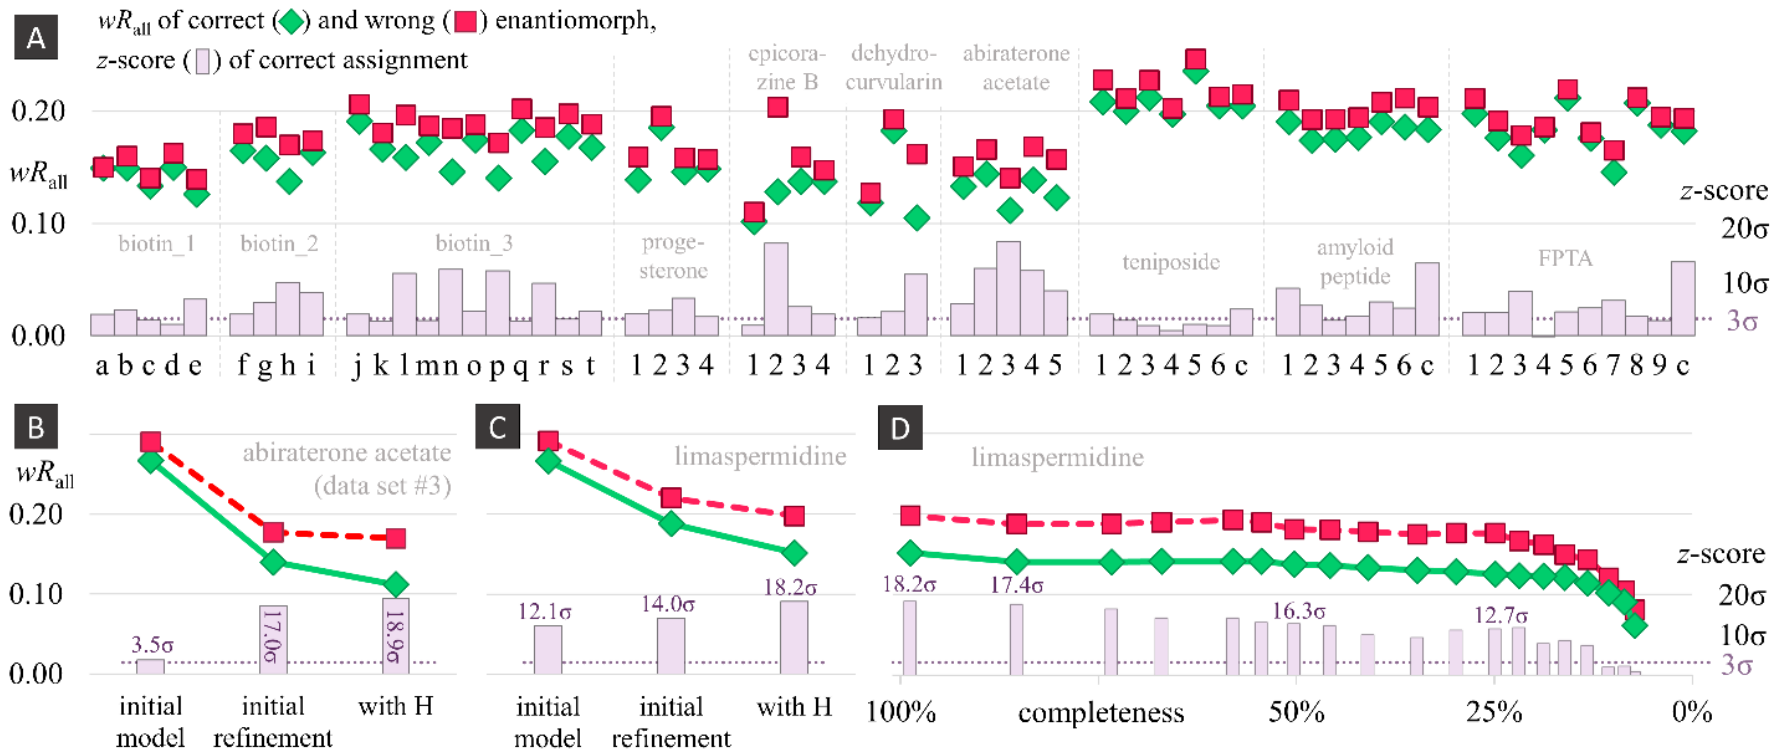 A
wRall of correct ( ) and wrong ( ) enantiomorph,
z-score ( ) of correct assignment
epicora-
zine B
dehydro-
curvularin
abiraterone
acetate
0.20
wRall
0.10
0.00
z-score
20σ
10σ
3σ
biotin_1
biotin_2
biotin_3
proge-
sterone
teniposide
amyloid
peptide
FPTA
a b c d e f g h i j k l m n o p q r s t 1 2 3 4 1 2 3 4 1 2 3 1 2 3 4 5 1 2 3 4 5 6 c 1 2 3 4 5 6 c 1 2 3 4 5 6 7 8 9 c
B
abiraterone acetate
(data set #3)
wRall
0.20
0.10
0.00
3.5σ
17.0σ
18.9σ
initial
model
initial
refinement
with H
C
limaspermidine
12.1σ
14.0σ
18.2σ
initial
model
initial
refinement
with H
D
limaspermidine
18.2σ
17.4σ
16.3σ
12.7σ
z-score
20σ
10σ
3σ
100% completeness 50% 25% 0%